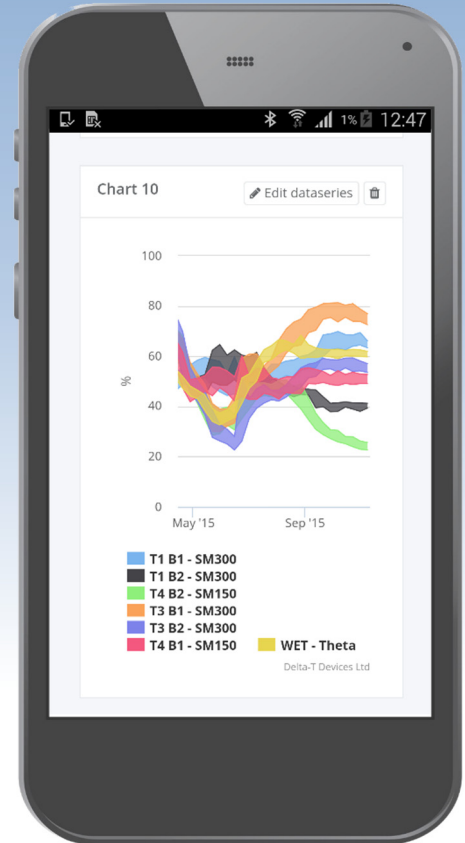 1% 12:47
Chart 10 Edit dataseries
100
80
60
%
40
20
0
May '15 Sep '15
T1 B1 - SM300
T1 B2 - SM300
T4 B2 - SM150
T3 B1 - SM300
T3 B2 - SM300
T4 B1 - SM150 WET - Theta
Delta-T Devices Ltd